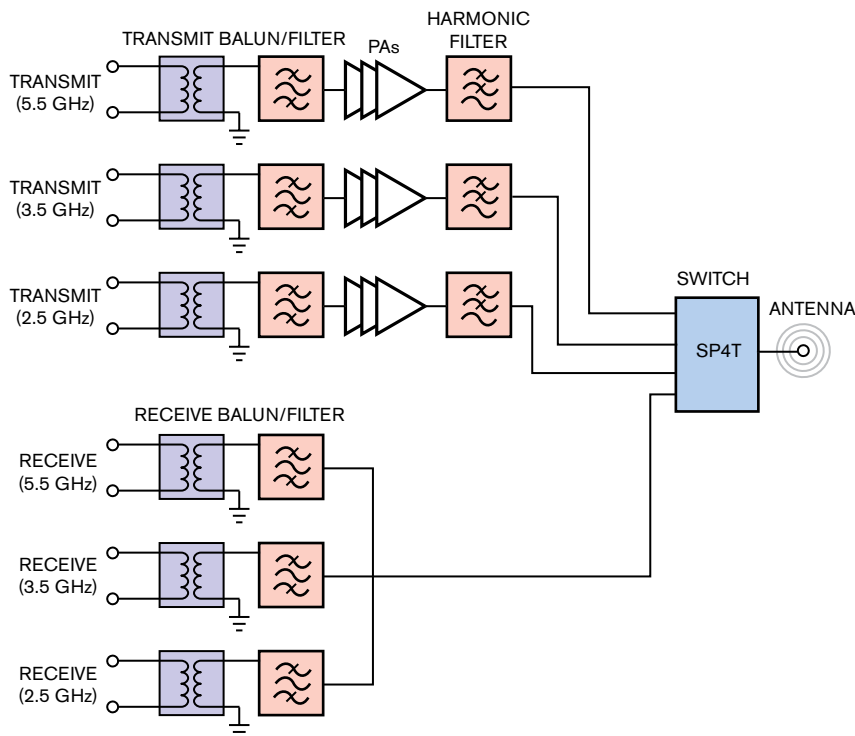 TRANSMIT BALUN/FILTER
PAs
HARMONIC
FILTER
TRANSMIT
(5.5 GHz)
TRANSMIT
(3.5 GHz)
TRANSMIT
(2.5 GHz)
SWITCH
SP4T
ANTENNA
RECEIVE BALUN/FILTER
RECEIVE
(5.5 GHz)
RECEIVE
(3.5 GHz)
RECEIVE
(2.5 GHz)